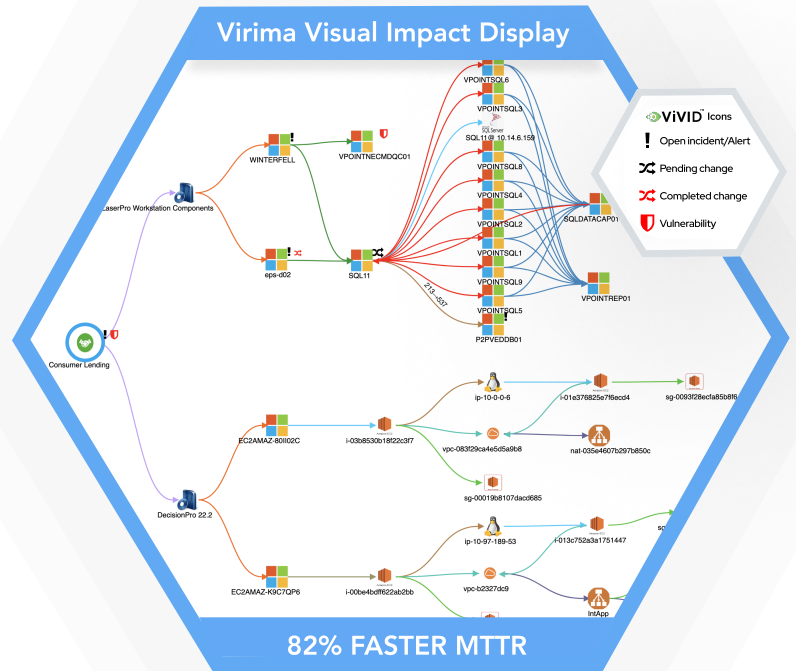 Virima Visual Impact Display
ViVID™ Icons
Open incident/Alert
Pending change
Completed change
Vulnerability
VPOINTSQL6
VPOINTSQL3
SQL Server
SQL11@ 10.14.6.159
WINTERFELL
VPOINTNECMDQC01
VPOINTSQL8
VPOINTSQL4
LaserPro Workstation Components
SQLDATACAP01
VPOINTSQL2
VPOINTSQL1
eps-d02
SQL11
VPOINTSQL9
213→537
VPOINTREP01
VPOINTSQL5
P2PVEDDB01
Consumer Lending
ip-10-0-0-6
i-01e376825e7f6ecd4
sg-0093f28ecfa85b8f6
EC2AMAZ-80II02C
i-03b8530b18f22c3f7
vpc-083f29ca4e5d5a9b8
nat-035e4607b297b850c
sg-00019b8107dacd685
DecisionPro 22.2
ip-10-97-189-53
i-013c752a3a1751447
EC2AMAZ-K9C7QP6
i-00be4bdff622ab2bb
vpc-b2327dc9
IntApp
82% FASTER MTTR